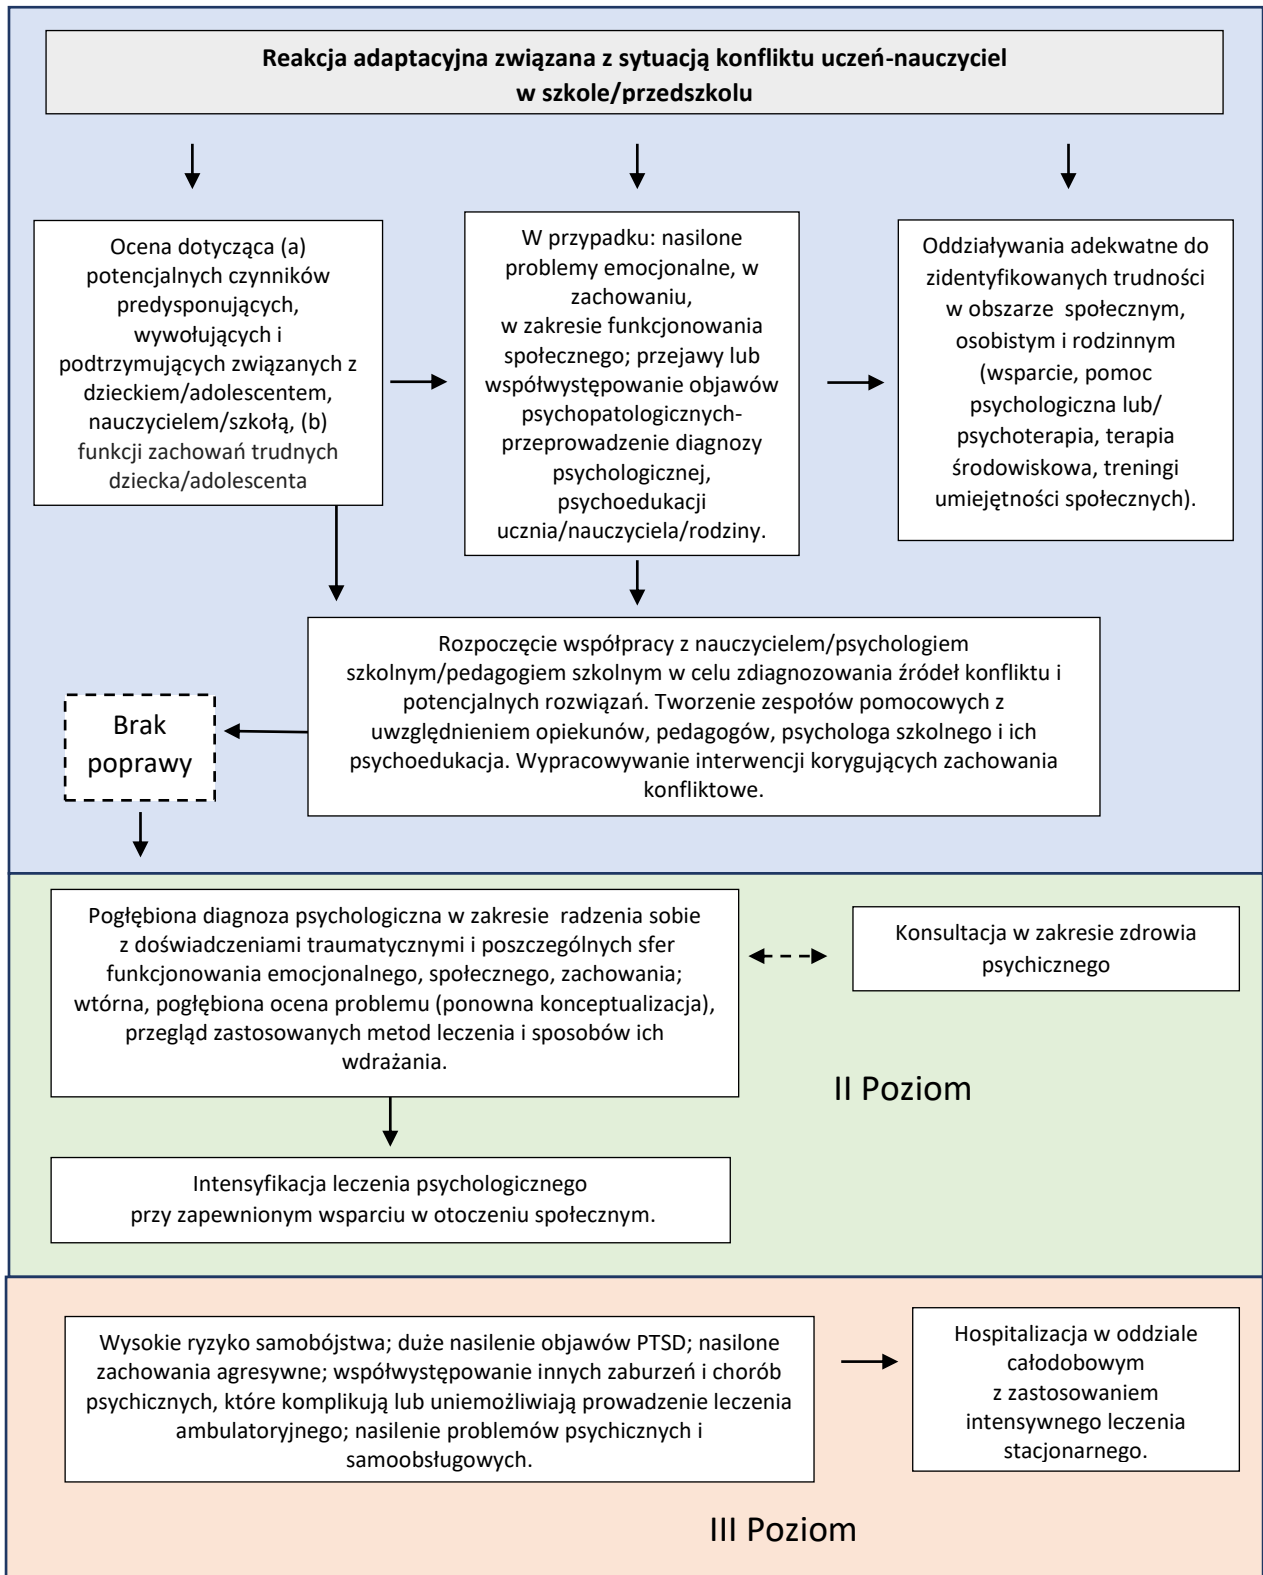 Reakcja adaptacyjna związana z sytuacją konfliktu uczeń-nauczyciel
w szkole/przedszkolu
Ocena dotycząca (a)
potencjalnych czynników
predysponujących,
wywołujących i
podtrzymujących związanych z
dzieckiem/adolescentem,
nauczycielem/szkołą, (b)
funkcji zachowań trudnych
dziecka/adolescenta
W przypadku: nasilone
problemy emocjonalne, w
zachowaniu,
w zakresie funkcjonowania
społecznego; przejawy lub
współwystępowanie objawów
psychopatologicznych-
przeprowadzenie diagnozy
psychologicznej,
psychoedukacji
ucznia/nauczyciela/rodziny.
Oddziaływania adekwatne do
zidentyfikowanych trudności
w obszarze społecznym,
osobistym i rodzinnym
(wsparcie, pomoc
psychologiczna lub/
psychoterapia, terapia
środowiskowa, treningi
umiejętności społecznych).
Rozpoczęcie współpracy z nauczycielem/psychologiem
szkolnym/pedagogiem szkolnym w celu zdiagnozowania źródeł konfliktu i
potencjalnych rozwiązań. Tworzenie zespołów pomocowych z
uwzględnieniem opiekunów, pedagogów, psychologa szkolnego i ich
psychoedukacja. Wypracowywanie interwencji korygujących zachowania
konfliktowe.
Brak
poprawy
Pogłębiona diagnoza psychologiczna w zakresie radzenia sobie
z doświadczeniami traumatycznymi i poszczególnych sfer
funkcjonowania emocjonalnego, społecznego, zachowania;
wtórna, pogłębiona ocena problemu (ponowna konceptualizacja),
przegląd zastosowanych metod leczenia i sposobów ich
wdrażania.
Konsultacja w zakresie zdrowia
psychicznego
II Poziom
Intensyfikacja leczenia psychologicznego
przy zapewnionym wsparciu w otoczeniu społecznym.
Wysokie ryzyko samobójstwa; duże nasilenie objawów PTSD; nasilone
zachowania agresywne; współwystępowanie innych zaburzeń i chorób
psychicznych, które komplikują lub uniemożliwiają prowadzenie leczenia
ambulatoryjnego; nasilenie problemów psychicznych i
samoobsługowych.
Hospitalizacja w oddziale
całodobowym
z zastosowaniem
intensywnego leczenia
stacjonarnego.
III Poziom